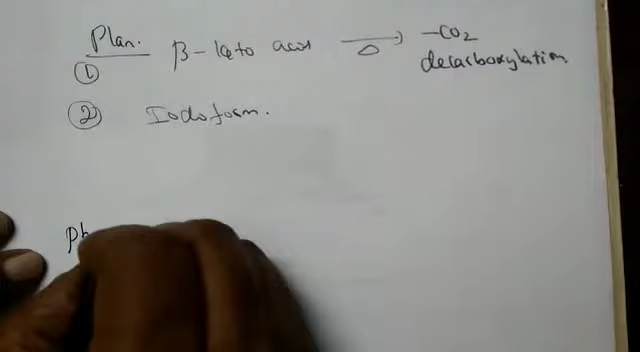 Plan.
① β-keto acid ⟶ -CO2
Δ decarboxylation
② Iodoform.
Ph